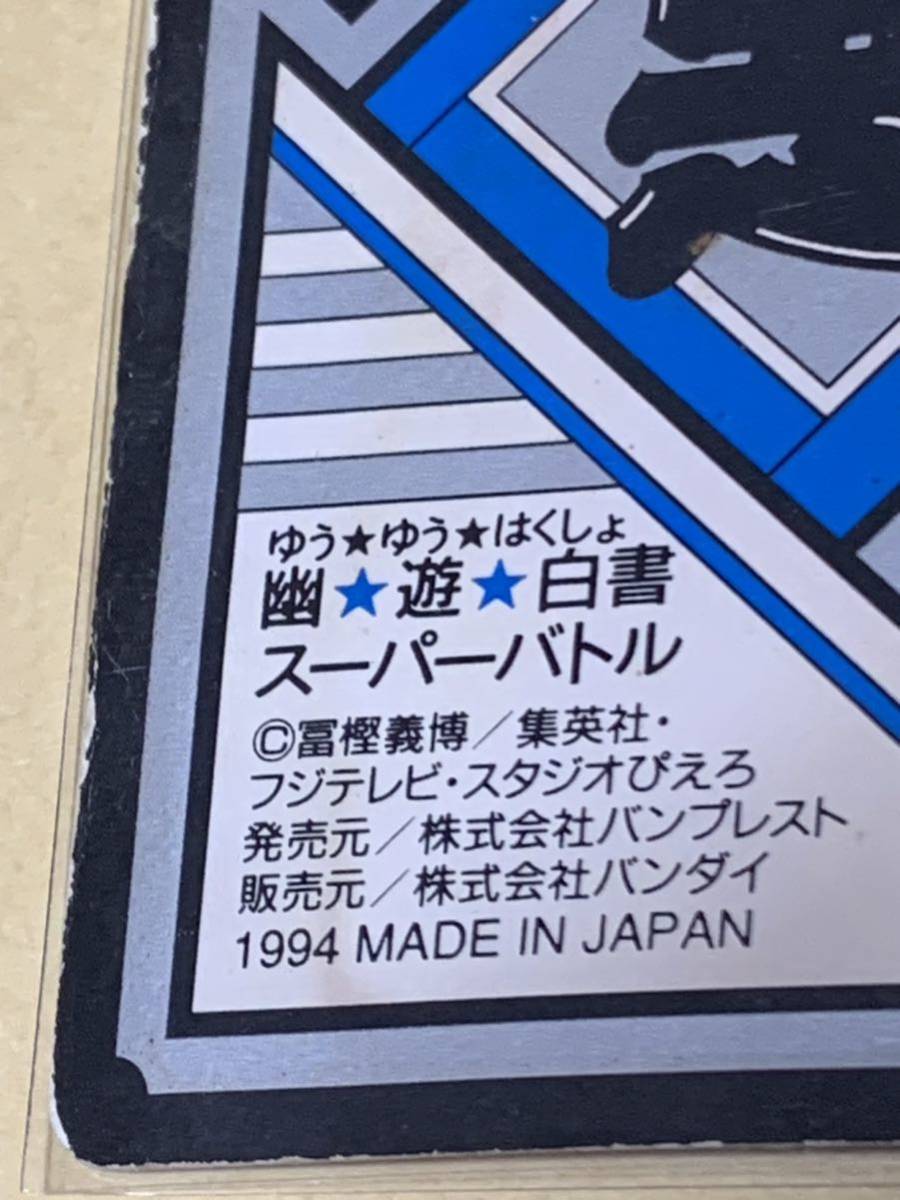 ゆう★ゆう★はくしょ
幽★遊★白書
スーパーバトル
©冨樫義博／集英社・
フジテレビ・スタジオぴえろ
発売元／株式会社バンプレスト
販売元／株式会社バンダイ
1994 MADE IN JAPAN